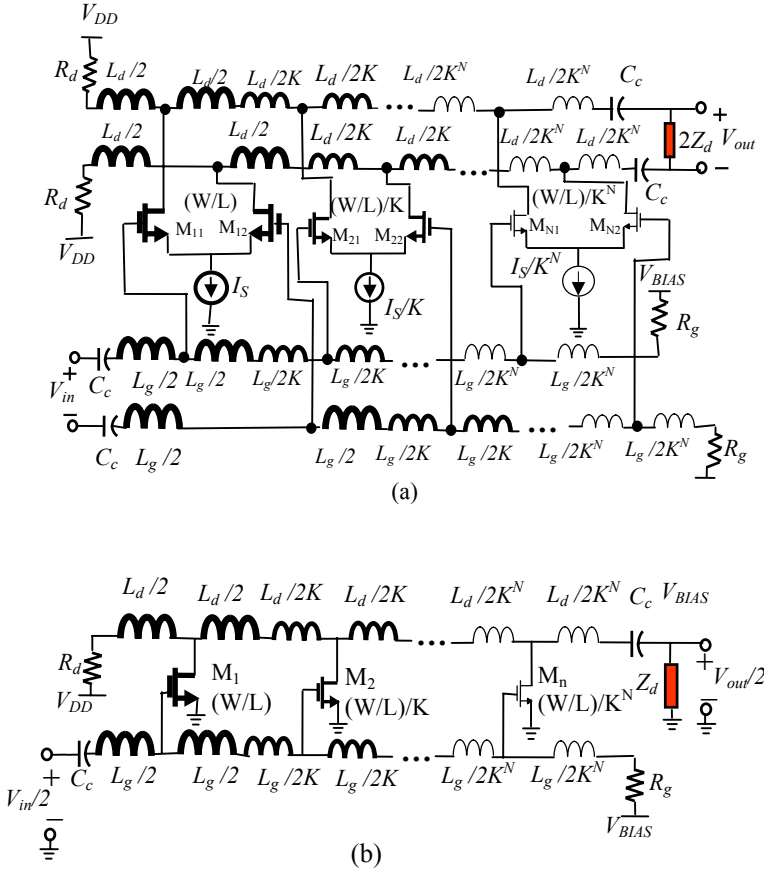 V_DD
R_d
L_d/2 L_d/2 L_d/2K L_d/2K L_d/2K^N L_d/2K^N C_c
L_d/2 L_d/2 L_d/2K L_d/2K L_d/2K^N L_d/2K^N
+
2Z_d V_out
−
C_c
R_d
V_DD
(W/L) (W/L)/K (W/L)/K^N
M_11 M_12 M_21 M_22 M_N1 M_N2
I_S I_S/K I_S/K^N
V_BIAS
R_g
V_in + −
C_c L_g/2 L_g/2 L_g/2K L_g/2K L_g/2K^N L_g/2K^N
C_c L_g/2 L_g/2 L_g/2K L_g/2K L_g/2K^N L_g/2K^N
R_g
(a)
L_d/2 L_d/2 L_d/2K L_d/2K L_d/2K^N L_d/2K^N C_c V_BIAS
R_d
V_DD
M_1
(W/L)
M_2
(W/L)/K
M_n
(W/L)/K^N
Z_d
+
V_out/2
−
+
V_in/2
−
C_c L_g/2 L_g/2 L_g/2K L_g/2K L_g/2K^N L_g/2K^N
R_g
V_BIAS
(b)